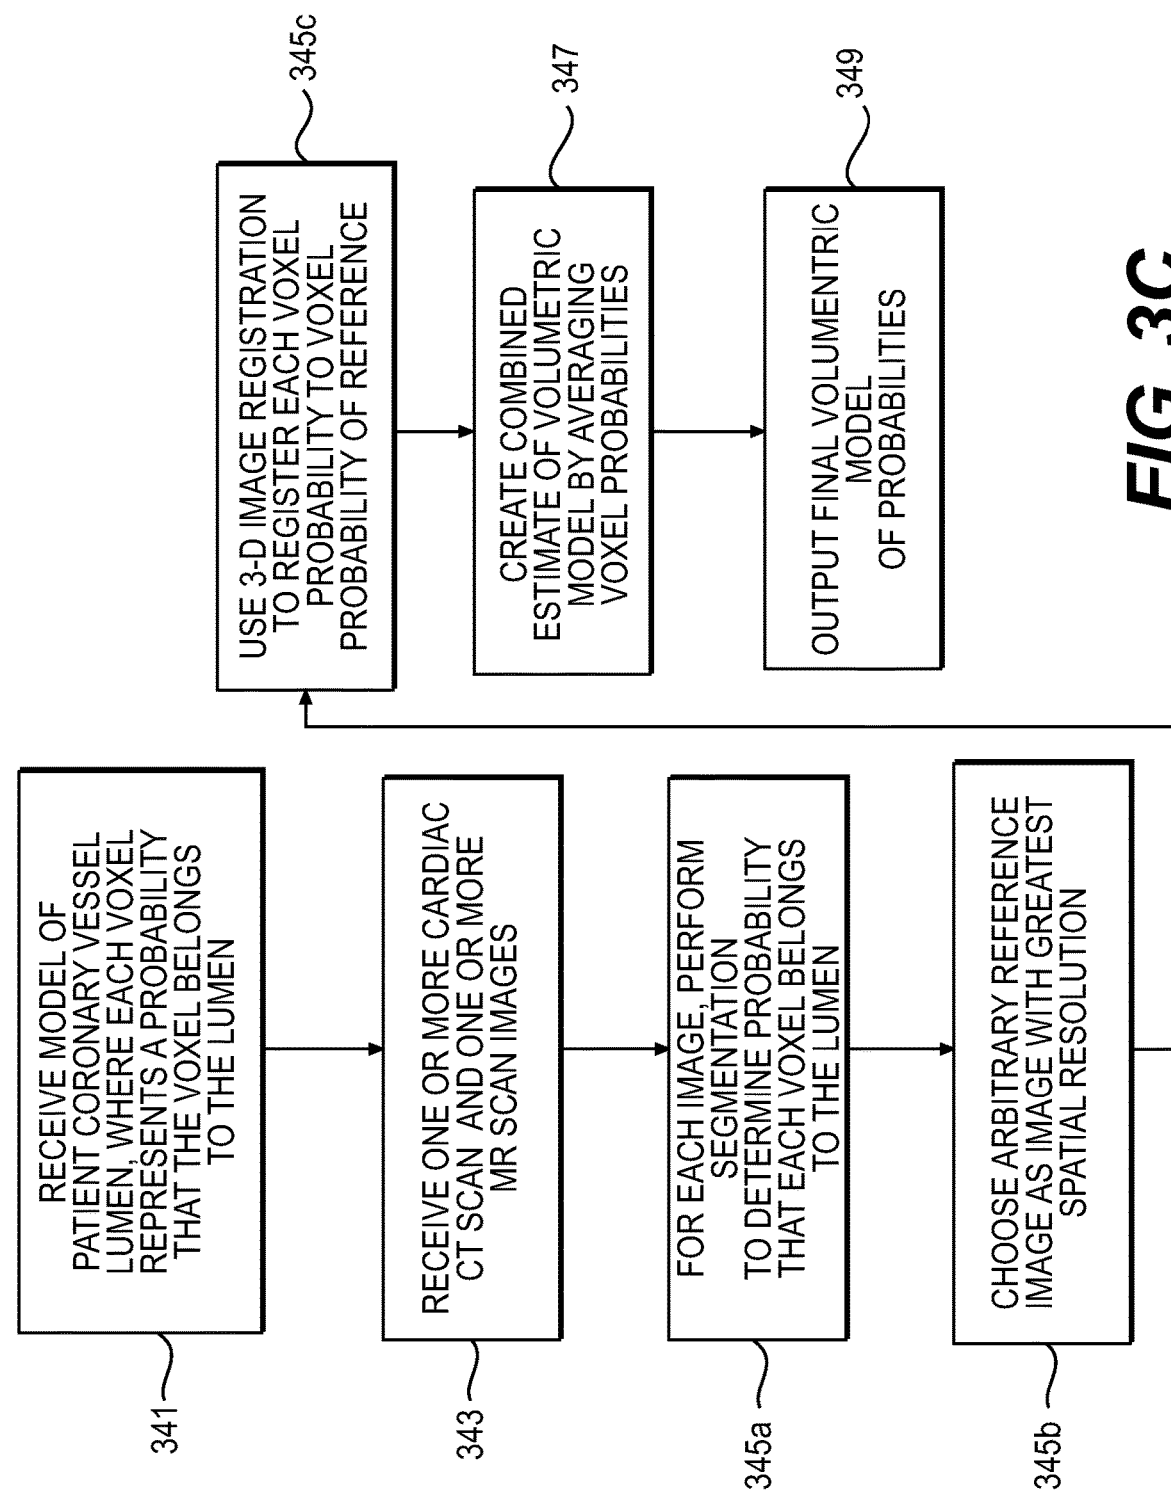 RECEIVE MODEL OF
PATIENT CORONARY VESSEL
LUMEN, WHERE EACH VOXEL
REPRESENTS A PROBABILITY
THAT THE VOXEL BELONGS
TO THE LUMEN
341
RECEIVE ONE OR MORE CARDIAC
CT SCAN AND ONE OR MORE
MR SCAN IMAGES
343
FOR EACH IMAGE, PERFORM
SEGMENTATION
TO DETERMINE PROBABILITY
THAT EACH VOXEL BELONGS
TO THE LUMEN
345a
CHOOSE ARBITRARY REFERENCE
IMAGE AS IMAGE WITH GREATEST
SPATIAL RESOLUTION
345b
USE 3-D IMAGE REGISTRATION
TO REGISTER EACH VOXEL
PROBABILITY TO VOXEL
PROBABILITY OF REFERENCE
345c
CREATE COMBINED
ESTIMATE OF VOLUMETRIC
MODEL BY AVERAGING
VOXEL PROBABILITIES
347
OUTPUT FINAL VOLUMENTRIC
MODEL
OF PROBABILITIES
349
FIG. 3C